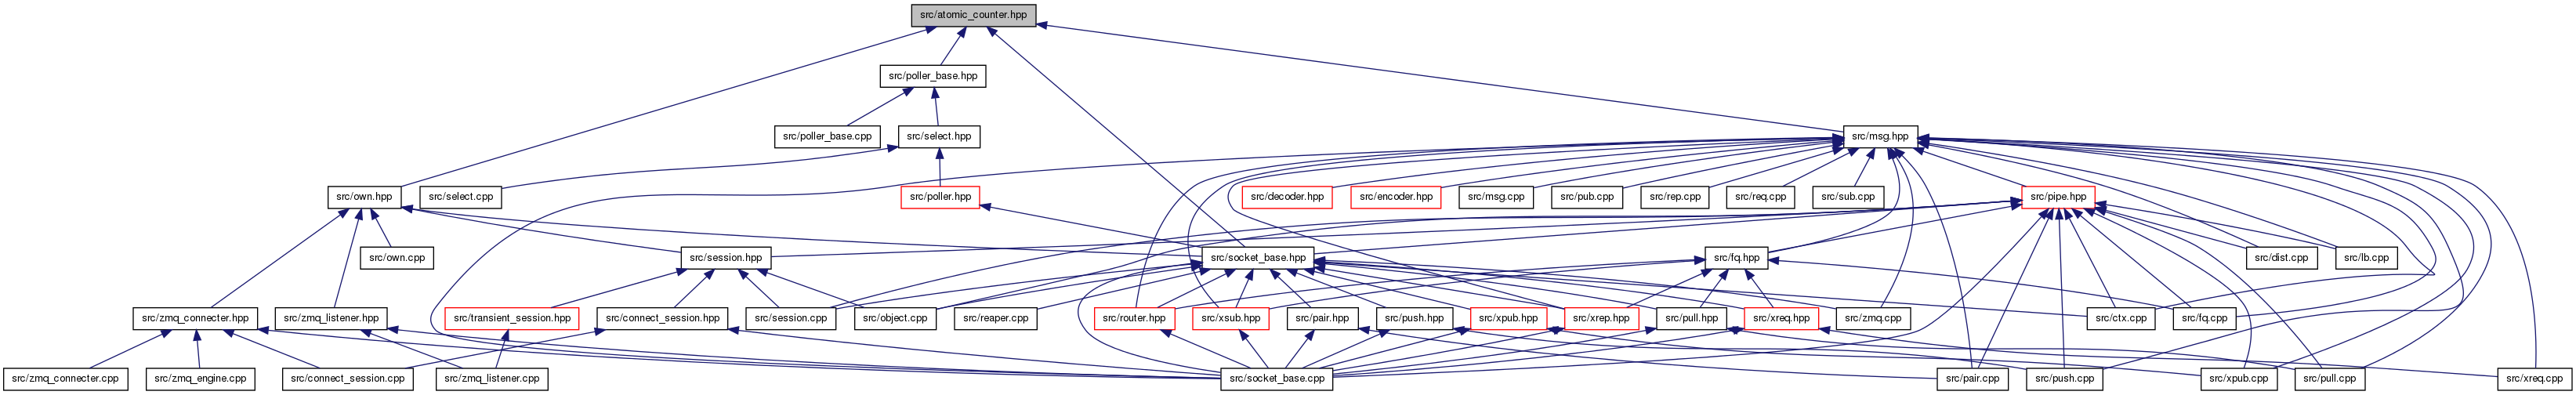 src/atomic_counter.hpp
src/poller_base.hpp
src/poller_base.cpp
src/select.hpp
src/msg.hpp
src/own.hpp
src/select.cpp
src/poller.hpp
src/decoder.hpp
src/encoder.hpp
src/msg.cpp
src/pub.cpp
src/rep.cpp
src/req.cpp
src/sub.cpp
src/pipe.hpp
src/own.cpp
src/session.hpp
src/socket_base.hpp
src/fq.hpp
src/dist.cpp
src/lb.cpp
src/zmq_connecter.hpp
src/zmq_listener.hpp
src/transient_session.hpp
src/connect_session.hpp
src/session.cpp
src/object.cpp
src/reaper.cpp
src/router.hpp
src/xsub.hpp
src/pair.hpp
src/push.hpp
src/xpub.hpp
src/xrep.hpp
src/pull.hpp
src/xreq.hpp
src/zmq.cpp
src/ctx.cpp
src/fq.cpp
src/zmq_connecter.cpp
src/zmq_engine.cpp
src/connect_session.cpp
src/zmq_listener.cpp
src/socket_base.cpp
src/pair.cpp
src/push.cpp
src/xpub.cpp
src/pull.cpp
src/xreq.cpp